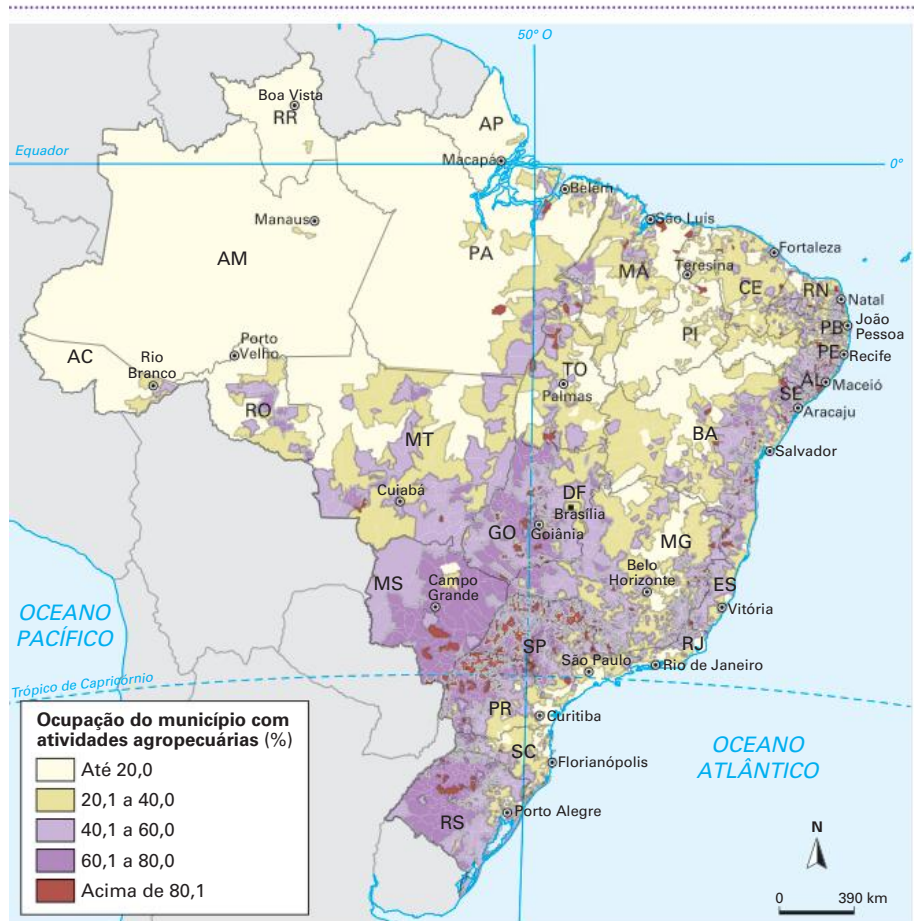 50° O
Boa Vista
RR
AP
Equador
Macapá
0°
Belém
Manaus
São Luís
Fortaleza
AM
PA
MA
Teresina
CE
RN
Natal
PB
João
Pessoa
AC
Porto
Velho
Rio
Branco
PI
PE
Recife
TO
Palmas
AL
Maceió
SE
Aracaju
RO
MT
BA
Salvador
Cuiabá
DF
Brasília
GO
Goiânia
MG
MS
Campo
Grande
Belo
Horizonte
ES
Vitória
OCEANO
PACÍFICO
SP
São Paulo
RJ
Rio de Janeiro
Trópico de Capricórnio
PR
Curitiba
SC
Florianópolis
OCEANO
ATLÂNTICO
RS
Porto Alegre
Ocupação do município com
atividades agropecuárias (%)
Até 20,0
20,1 a 40,0
40,1 a 60,0
60,1 a 80,0
Acima de 80,1
N
0 390 km